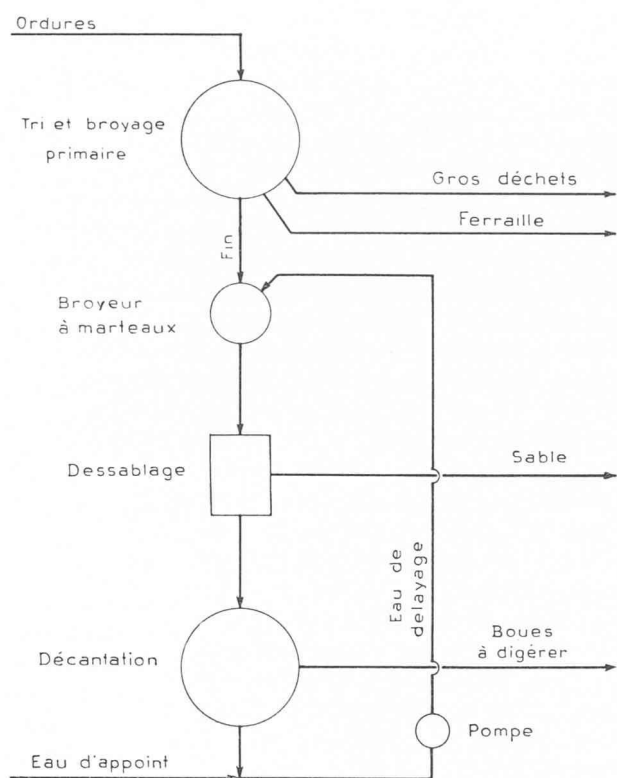 Ordures
Tri et broyage
primaire
Gros déchets
Ferraille
Fin
Broyeur
à marteaux
Dessablage
Sable
Eau de
delayage
Décantation
Boues
à digérer
Pompe
Eau d'appoint